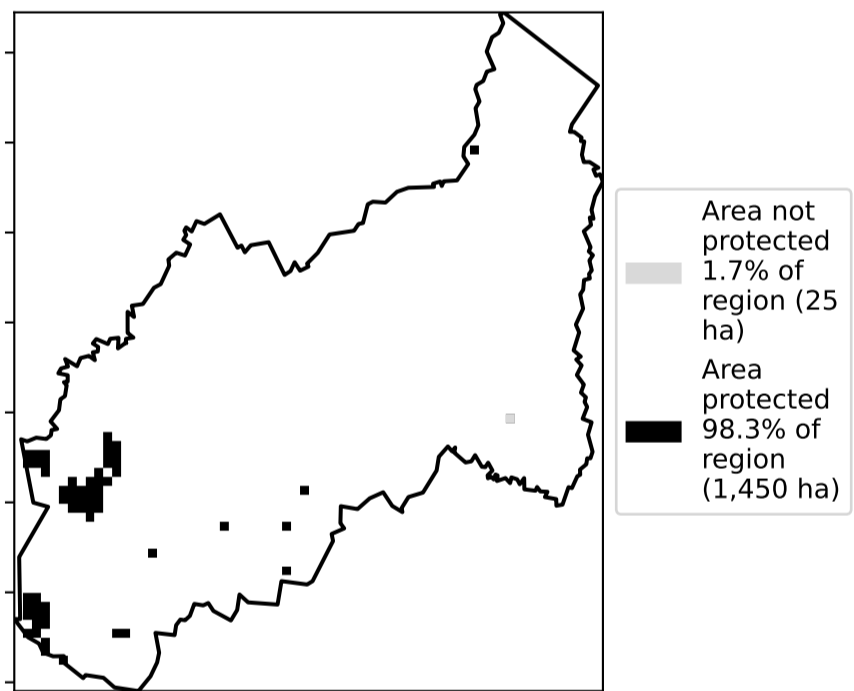 Area not
protected
1.7% of
region (25
ha)
Area
protected
98.3% of
region
(1,450 ha)